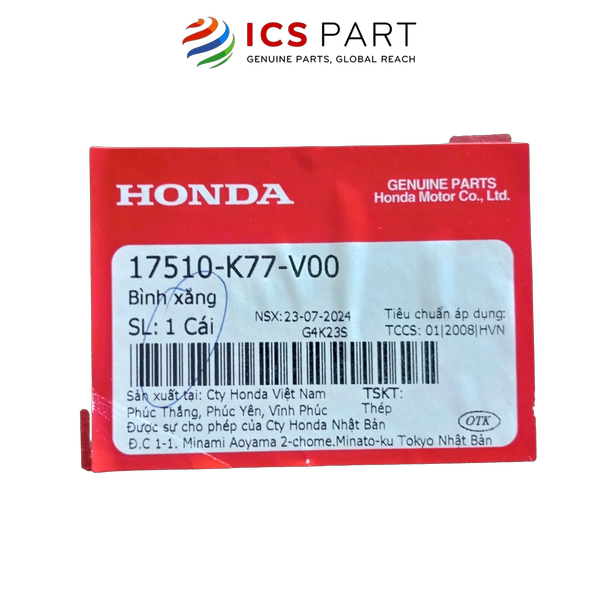 ICS PART
GENUINE PARTS, GLOBAL REACH
HONDA
GENUINE PARTS
Honda Motor Co., Ltd.
17510-K77-V00
Bình xăng
SL: 1 Cái
NSX: 23-07-2024
G4K23S
Tiêu chuẩn áp dụng:
TCCS: 01|2008|HVN
Sản xuất tại: Cty Honda Việt Nam
TSKT:
Phúc Thắng, Phúc Yên, Vĩnh Phúc
Thép
Được sự cho phép của Cty Honda Nhật Bản
Đ.C 1-1. Minami Aoyama 2-chome.Minato-ku Tokyo Nhật Bản
OTK